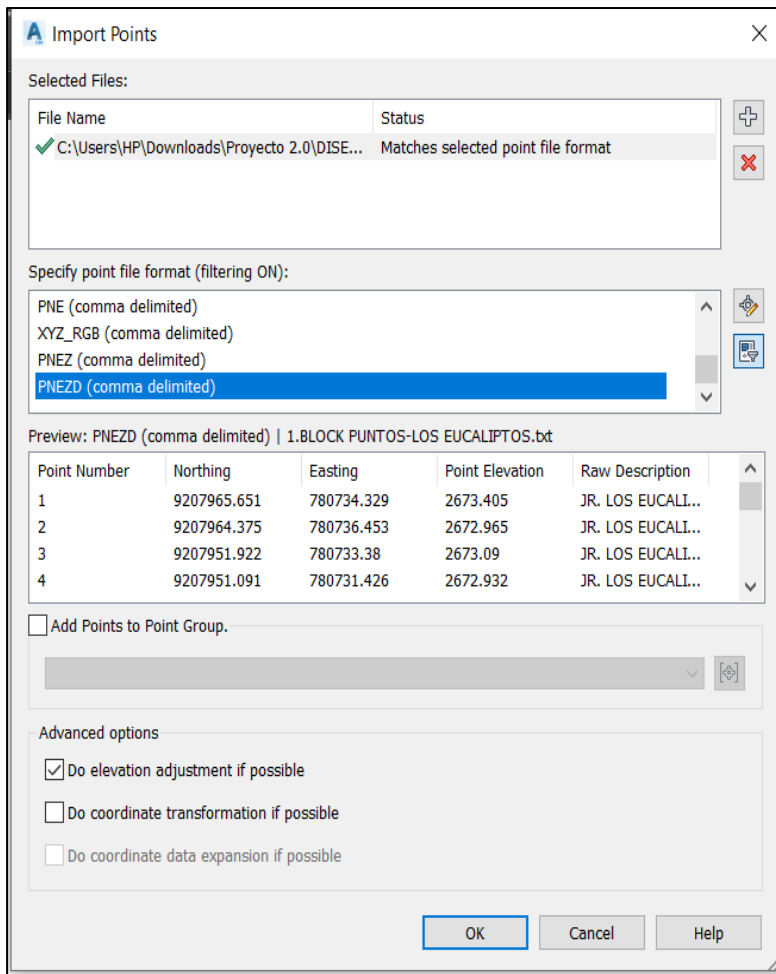 Import Points
Selected Files:
File Name Status
C:\Users\HP\Downloads\Proyecto 2.0\DISE... Matches selected point file format
Specify point file format (filtering ON):
PNE (comma delimited)
XYZ_RGB (comma delimited)
PNEZ (comma delimited)
PNEZD (comma delimited)
Preview: PNEZD (comma delimited) | 1.BLOCK PUNTOS-LOS EUCALIPTOS.txt
Point Number Northing Easting Point Elevation Raw Description
1 9207965.651 780734.329 2673.405 JR. LOS EUCALI...
2 9207964.375 780736.453 2672.965 JR. LOS EUCALI...
3 9207951.922 780733.38 2673.09 JR. LOS EUCALI...
4 9207951.091 780731.426 2672.932 JR. LOS EUCALI...
Add Points to Point Group.
Advanced options
Do elevation adjustment if possible
Do coordinate transformation if possible
Do coordinate data expansion if possible
OK Cancel Help